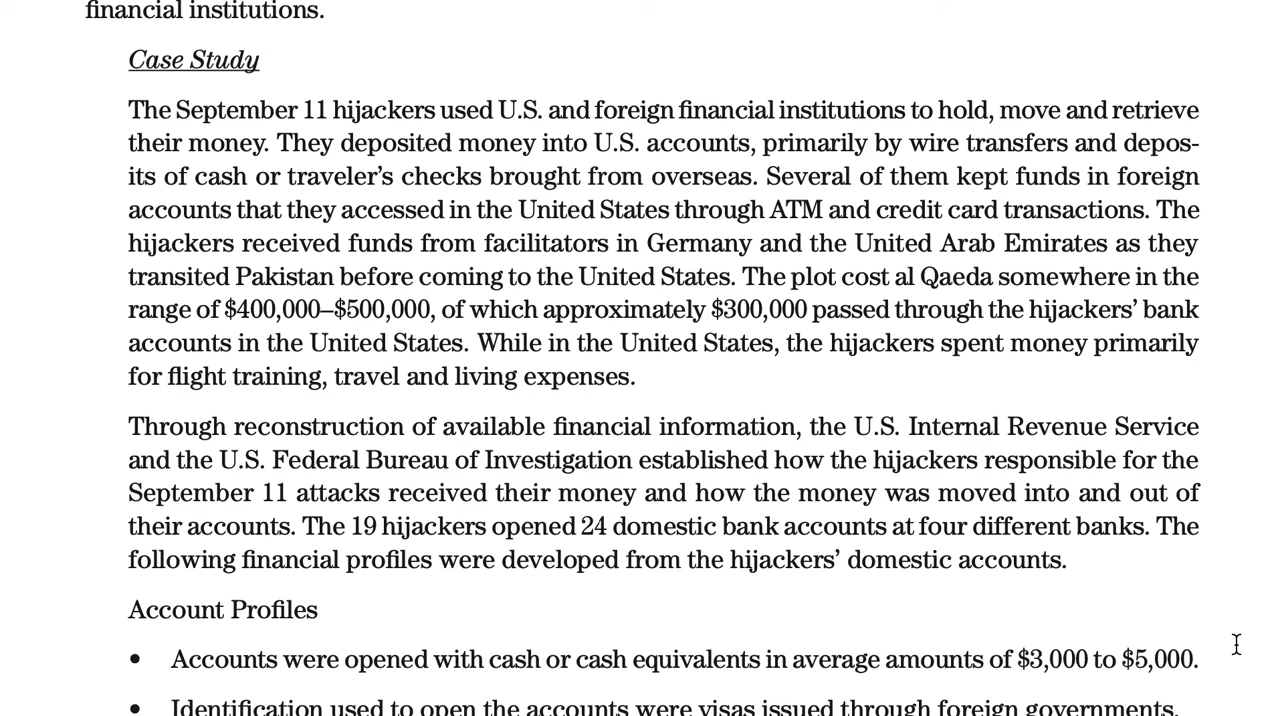 financial institutions.
Case Study
The September 11 hijackers used U.S. and foreign financial institutions to hold, move and retrieve
their money. They deposited money into U.S. accounts, primarily by wire transfers and depos-
its of cash or traveler’s checks brought from overseas. Several of them kept funds in foreign
accounts that they accessed in the United States through ATM and credit card transactions. The
hijackers received funds from facilitators in Germany and the United Arab Emirates as they
transited Pakistan before coming to the United States. The plot cost al Qaeda somewhere in the
range of $400,000–$500,000, of which approximately $300,000 passed through the hijackers’ bank
accounts in the United States. While in the United States, the hijackers spent money primarily
for flight training, travel and living expenses.
Through reconstruction of available financial information, the U.S. Internal Revenue Service
and the U.S. Federal Bureau of Investigation established how the hijackers responsible for the
September 11 attacks received their money and how the money was moved into and out of
their accounts. The 19 hijackers opened 24 domestic bank accounts at four different banks. The
following financial profiles were developed from the hijackers’ domestic accounts.
Account Profiles
• Accounts were opened with cash or cash equivalents in average amounts of $3,000 to $5,000.
• Identification used to open the accounts were visas issued through foreign governments.